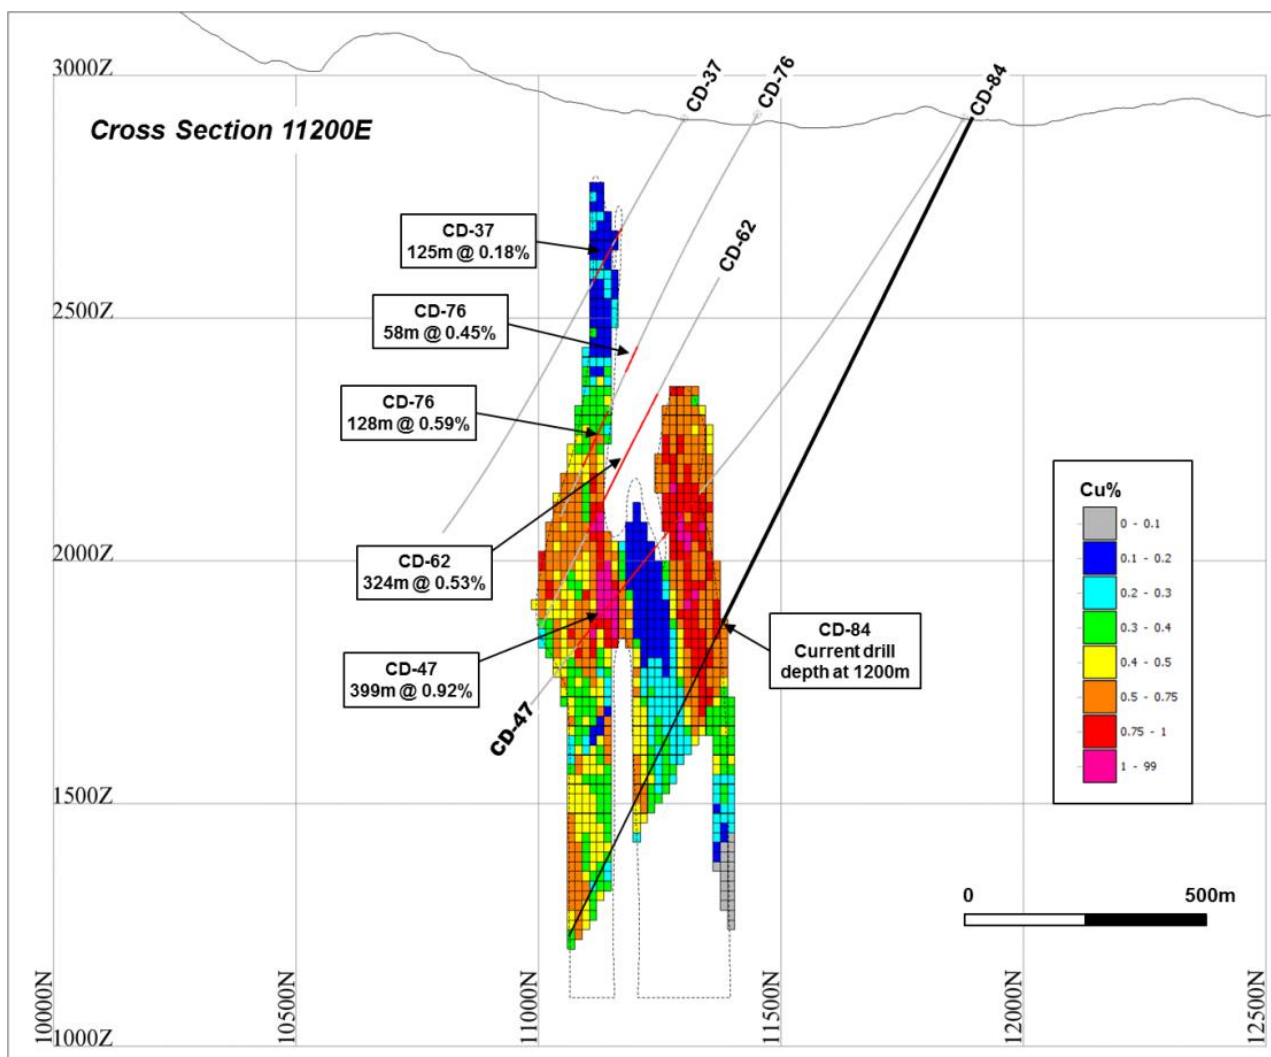 CD-37
CD-76
CD-84
3000Z
Cross Section 11200E
CD-37
125m @ 0.18%
CD-62
CD-76
58m @ 0.45%
2500Z
CD-76
128m @ 0.59%
Cu%
0 - 0.1
0.1 - 0.2
0.2 - 0.3
0.3 - 0.4
0.4 - 0.5
0.5 - 0.75
0.75 - 1
1 - 99
CD-62
324m @ 0.53%
2000Z
CD-84
Current drill
depth at 1200m
CD-47
399m @ 0.92%
CD-47
1500Z
0 500m
10000N
10500N
11000N
11500N
12000N
12500N
1000Z